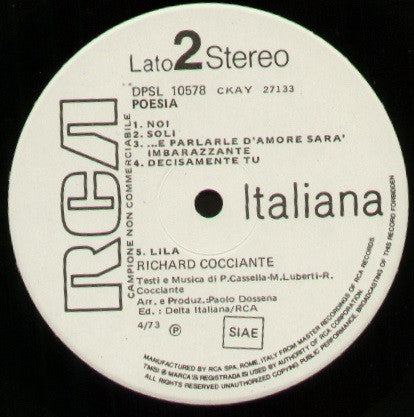 Lato 2 Stereo
DPSL 10578 CKAY 27133
POESIA
1. NOI
2. SOLI
3. ...E PARLARLE D'AMORE SARA'
IMBARAZZANTE
4. DECISAMENTE TU
RCA
CAMPIONE NON COMMERCIABILE
Italiana
5. LILA
RICHARD COCCIANTE
Testi e Musica di P.Cassella-M.Luberti-R.
Cocciante
Arr. e Produz.:Paolo Dossena
Ed. : Delta Italiana/RCA
4/73 P
SIAE
MANUFACTURED BY RCA SPA, ROME, ITALY FROM MASTER RECORDINGS OF RCA RECORDS
TMS® MARCA(S) REGISTRADA(S) USED BY AUTHORITY OF RCA CORPORATION.
ALL RIGHTS RESERVED UNAUTHORIZED COPYING PUBLIC PERFORMANCE, BROADCASTING OF THIS RECORD FORBIDDEN